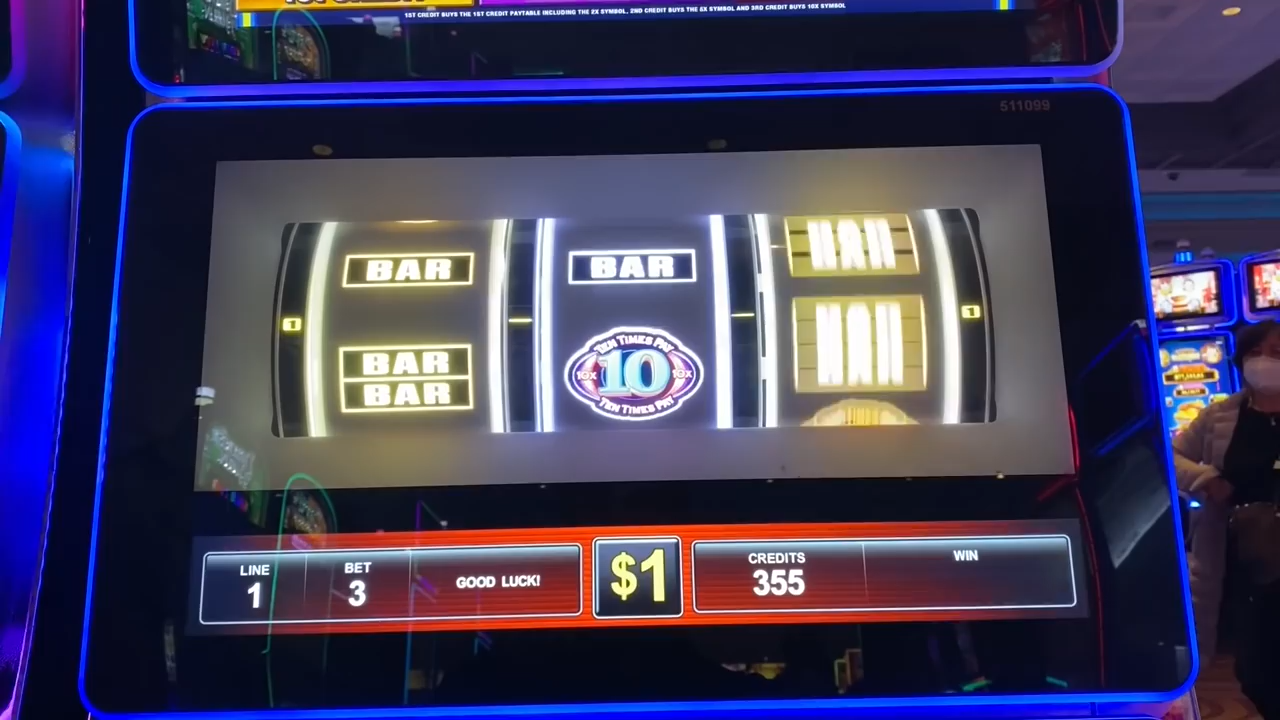 1ST CREDIT BUYS THE 1ST CREDIT PAYTABLE INCLUDING THE 2X SYMBOL. 2ND CREDIT BUYS THE 5X SYMBOL AND 3RD CREDIT BUYS 10X SYMBOL
511099
BAR
BAR
1
1
BAR
BAR
TEN TIMES PAY
10x 10 10x
TEN TIMES PAY
LINE
1
BET
3
GOOD LUCK!
$1
CREDITS
355
WIN